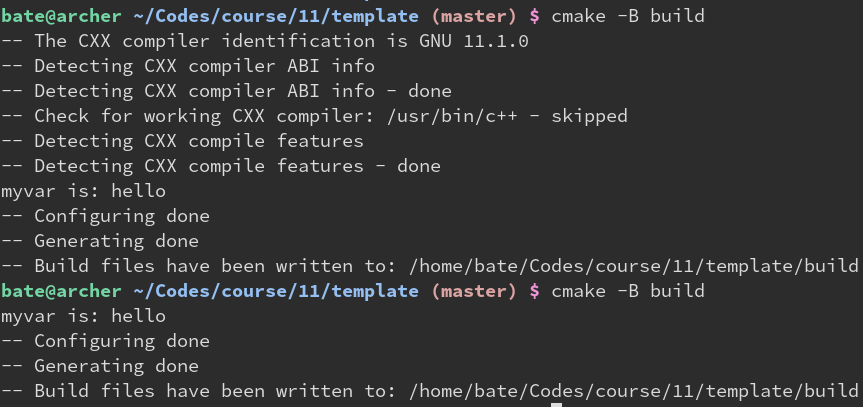 bate@archer ~/Codes/course/11/template (master) $ cmake -B build
-- The CXX compiler identification is GNU 11.1.0
-- Detecting CXX compiler ABI info
-- Detecting CXX compiler ABI info - done
-- Check for working CXX compiler: /usr/bin/c++ - skipped
-- Detecting CXX compile features
-- Detecting CXX compile features - done
myvar is: hello
-- Configuring done
-- Generating done
-- Build files have been written to: /home/bate/Codes/course/11/template/build
bate@archer ~/Codes/course/11/template (master) $ cmake -B build
myvar is: hello
-- Configuring done
-- Generating done
-- Build files have been written to: /home/bate/Codes/course/11/template/build